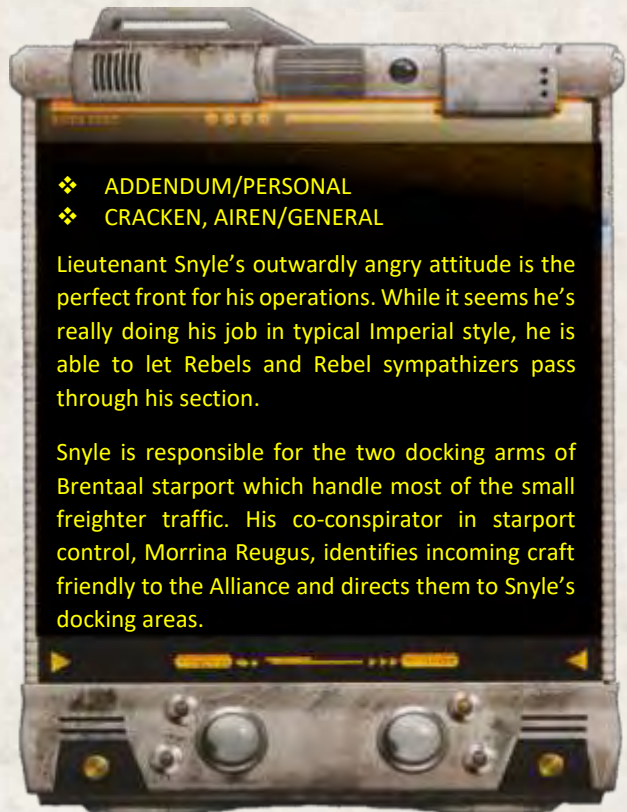 ❖ ADDENDUM/PERSONAL
❖ CRACKEN, AIREN/GENERAL
Lieutenant Snyle’s outwardly angry attitude is the
perfect front for his operations. While it seems he’s
really doing his job in typical Imperial style, he is
able to let Rebels and Rebel sympathizers pass
through his section.
Snyle is responsible for the two docking arms of
Brentaal starport which handle most of the small
freighter traffic. His co-conspirator in starport
control, Morrina Reugus, identifies incoming craft
friendly to the Alliance and directs them to Snyle’s
docking areas.